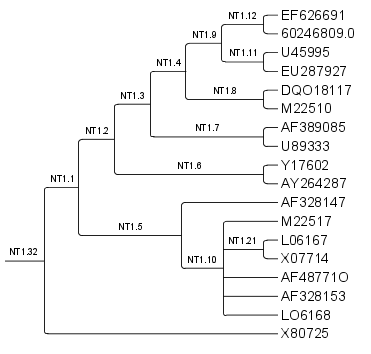 NT1.12
EF626691
NT1.9
60246809.0
U45995
NT1.11
NT1.4
EU287927
DQO18117
NT1.8
NT1.3
M22510
AF389085
NT1.7
NT1.2
U89333
Y17602
NT1.6
NT1.1
AY264287
AF328147
M22517
NT1.5
L06167
NT1.21
NT1.32
X07714
NT1.10
AF48771O
AF328153
LO6168
X80725